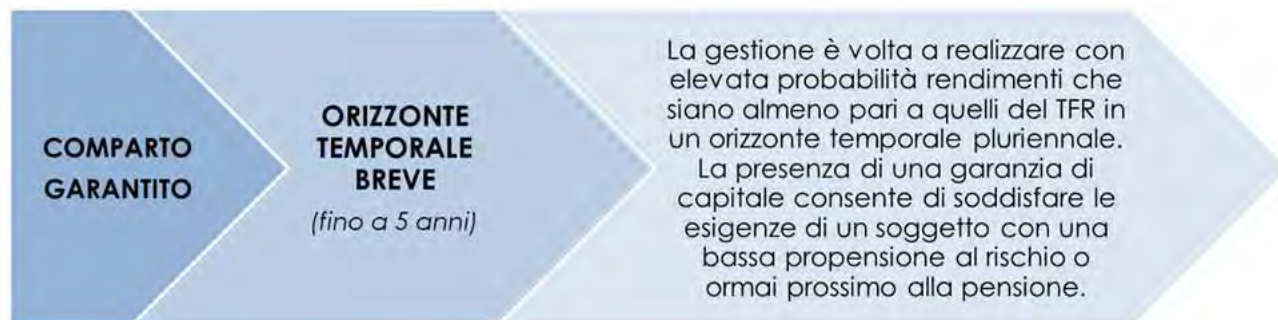 COMPARTO
GARANTITO
ORIZZONTE
TEMPORALE
BREVE
(fino a 5 anni)
La gestione è volta a realizzare con
elevata probabilità rendimenti che
siano almeno pari a quelli del TFR in
un orizzonte temporale pluriennale.
La presenza di una garanzia di
capitale consente di soddisfare le
esigenze di un soggetto con una
bassa propensione al rischio o
ormai prossimo alla pensione.